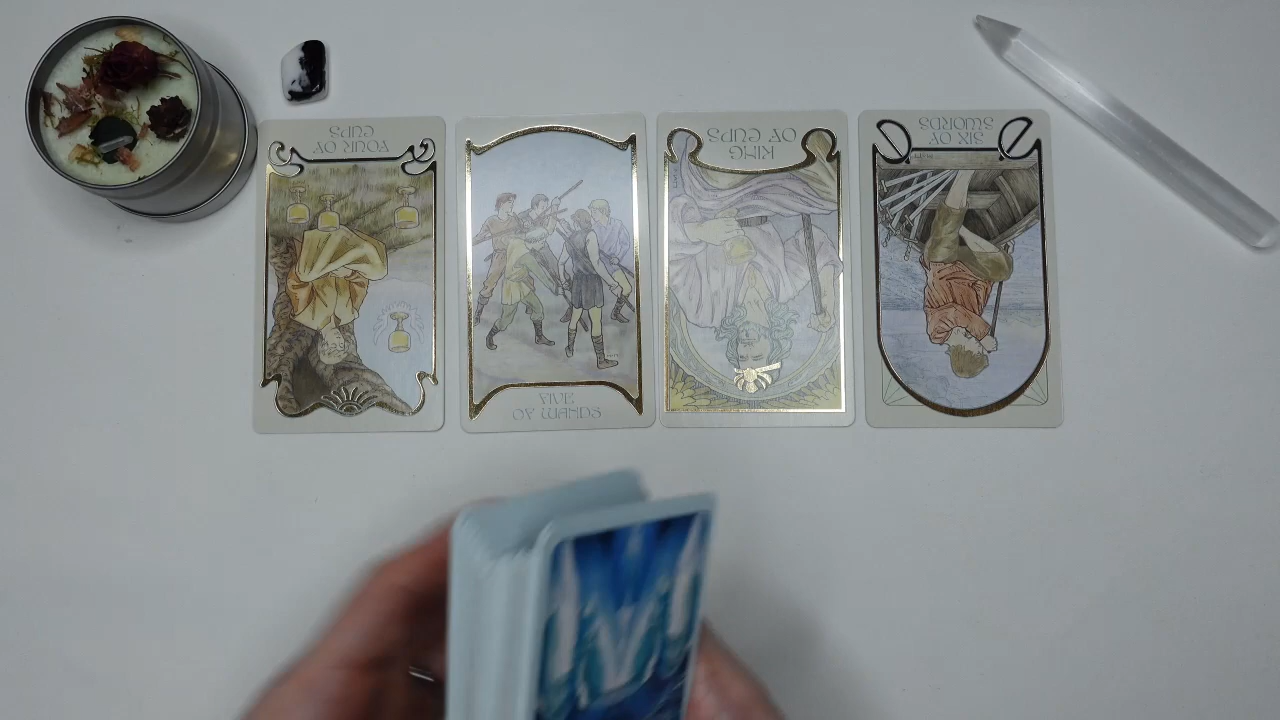 FOUR OF
CUPS
FIVE
OF WANDS
KING
OF CUPS
SIX OF
SWORDS